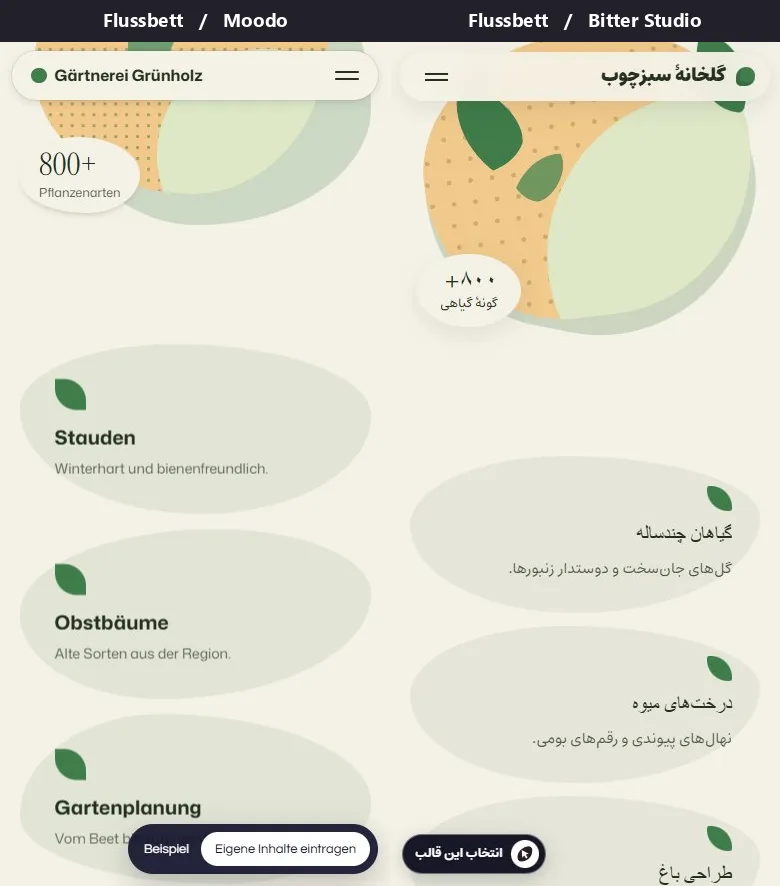 Flussbett / Moodo
Gärtnerei Grünholz
800+
Pflanzenarten
Stauden
Winterhart und bienenfreundlich.
Obstbäume
Alte Sorten aus der Region.
Gartenplanung
Vom Beet b
Beispiel
Eigene Inhalte eintragen
Flussbett / Bitter Studio
گلخانهٔ سبزچوب
۸۰۰+
گونهٔ گیاهی
گیاهان چندساله
گل‌های جان‌سخت و دوستدار زنبورها.
درخت‌های میوه
نهال‌های پیوندی و رقم‌های بومی.
طراحی باغ
انتخاب این قالب